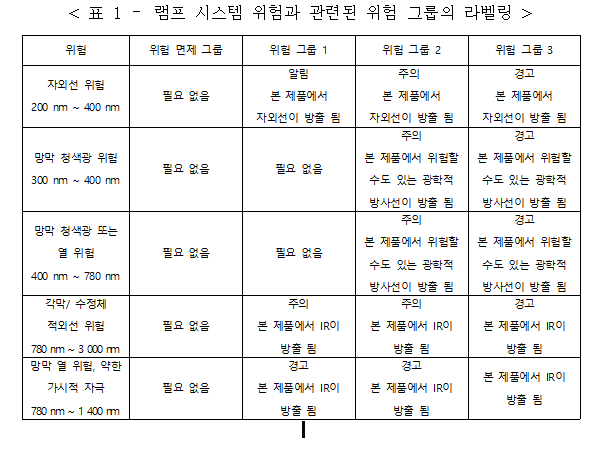 < 표 1 - 램프 시스템 위험과 관련된 위험 그룹의 라벨링 >
위험 위험 면제 그룹 위험 그룹 1 위험 그룹 2 위험 그룹 3
자외선 위험
200 nm ~ 400 nm
필요 없음
알림
본 제품에서
자외선이 방출 됨
주의
본 제품에서
자외선이 방출 됨
경고
본 제품에서
자외선이 방출 됨
망막 청색광 위험
300 nm ~ 400 nm
필요 없음
필요 없음
주의
본 제품에서 위험할
수도 있는 광학적
방사선이 방출 됨
경고
본 제품에서 위험할
수도 있는 광학적
방사선이 방출 됨
망막 청색광 또는
열 위험
400 nm ~ 780 nm
필요 없음
필요 없음
주의
본 제품에서 위험할
수도 있는 광학적
방사선이 방출 됨
경고
본 제품에서 위험할
수도 있는 광학적
방사선이 방출 됨
각막/ 수정체
적외선 위험
780 nm ~ 3 000 nm
필요 없음
주의
본 제품에서 IR이
방출 됨
주의
본 제품에서 IR이
방출 됨
경고
본 제품에서 IR이
방출 됨
망막 열 위험, 약한
가시적 자극
780 nm ~ 1 400 nm
필요 없음
경고
본 제품에서 IR이
방출 됨
경고
본 제품에서 IR이
방출 됨
본 제품에서 IR이
방출 됨